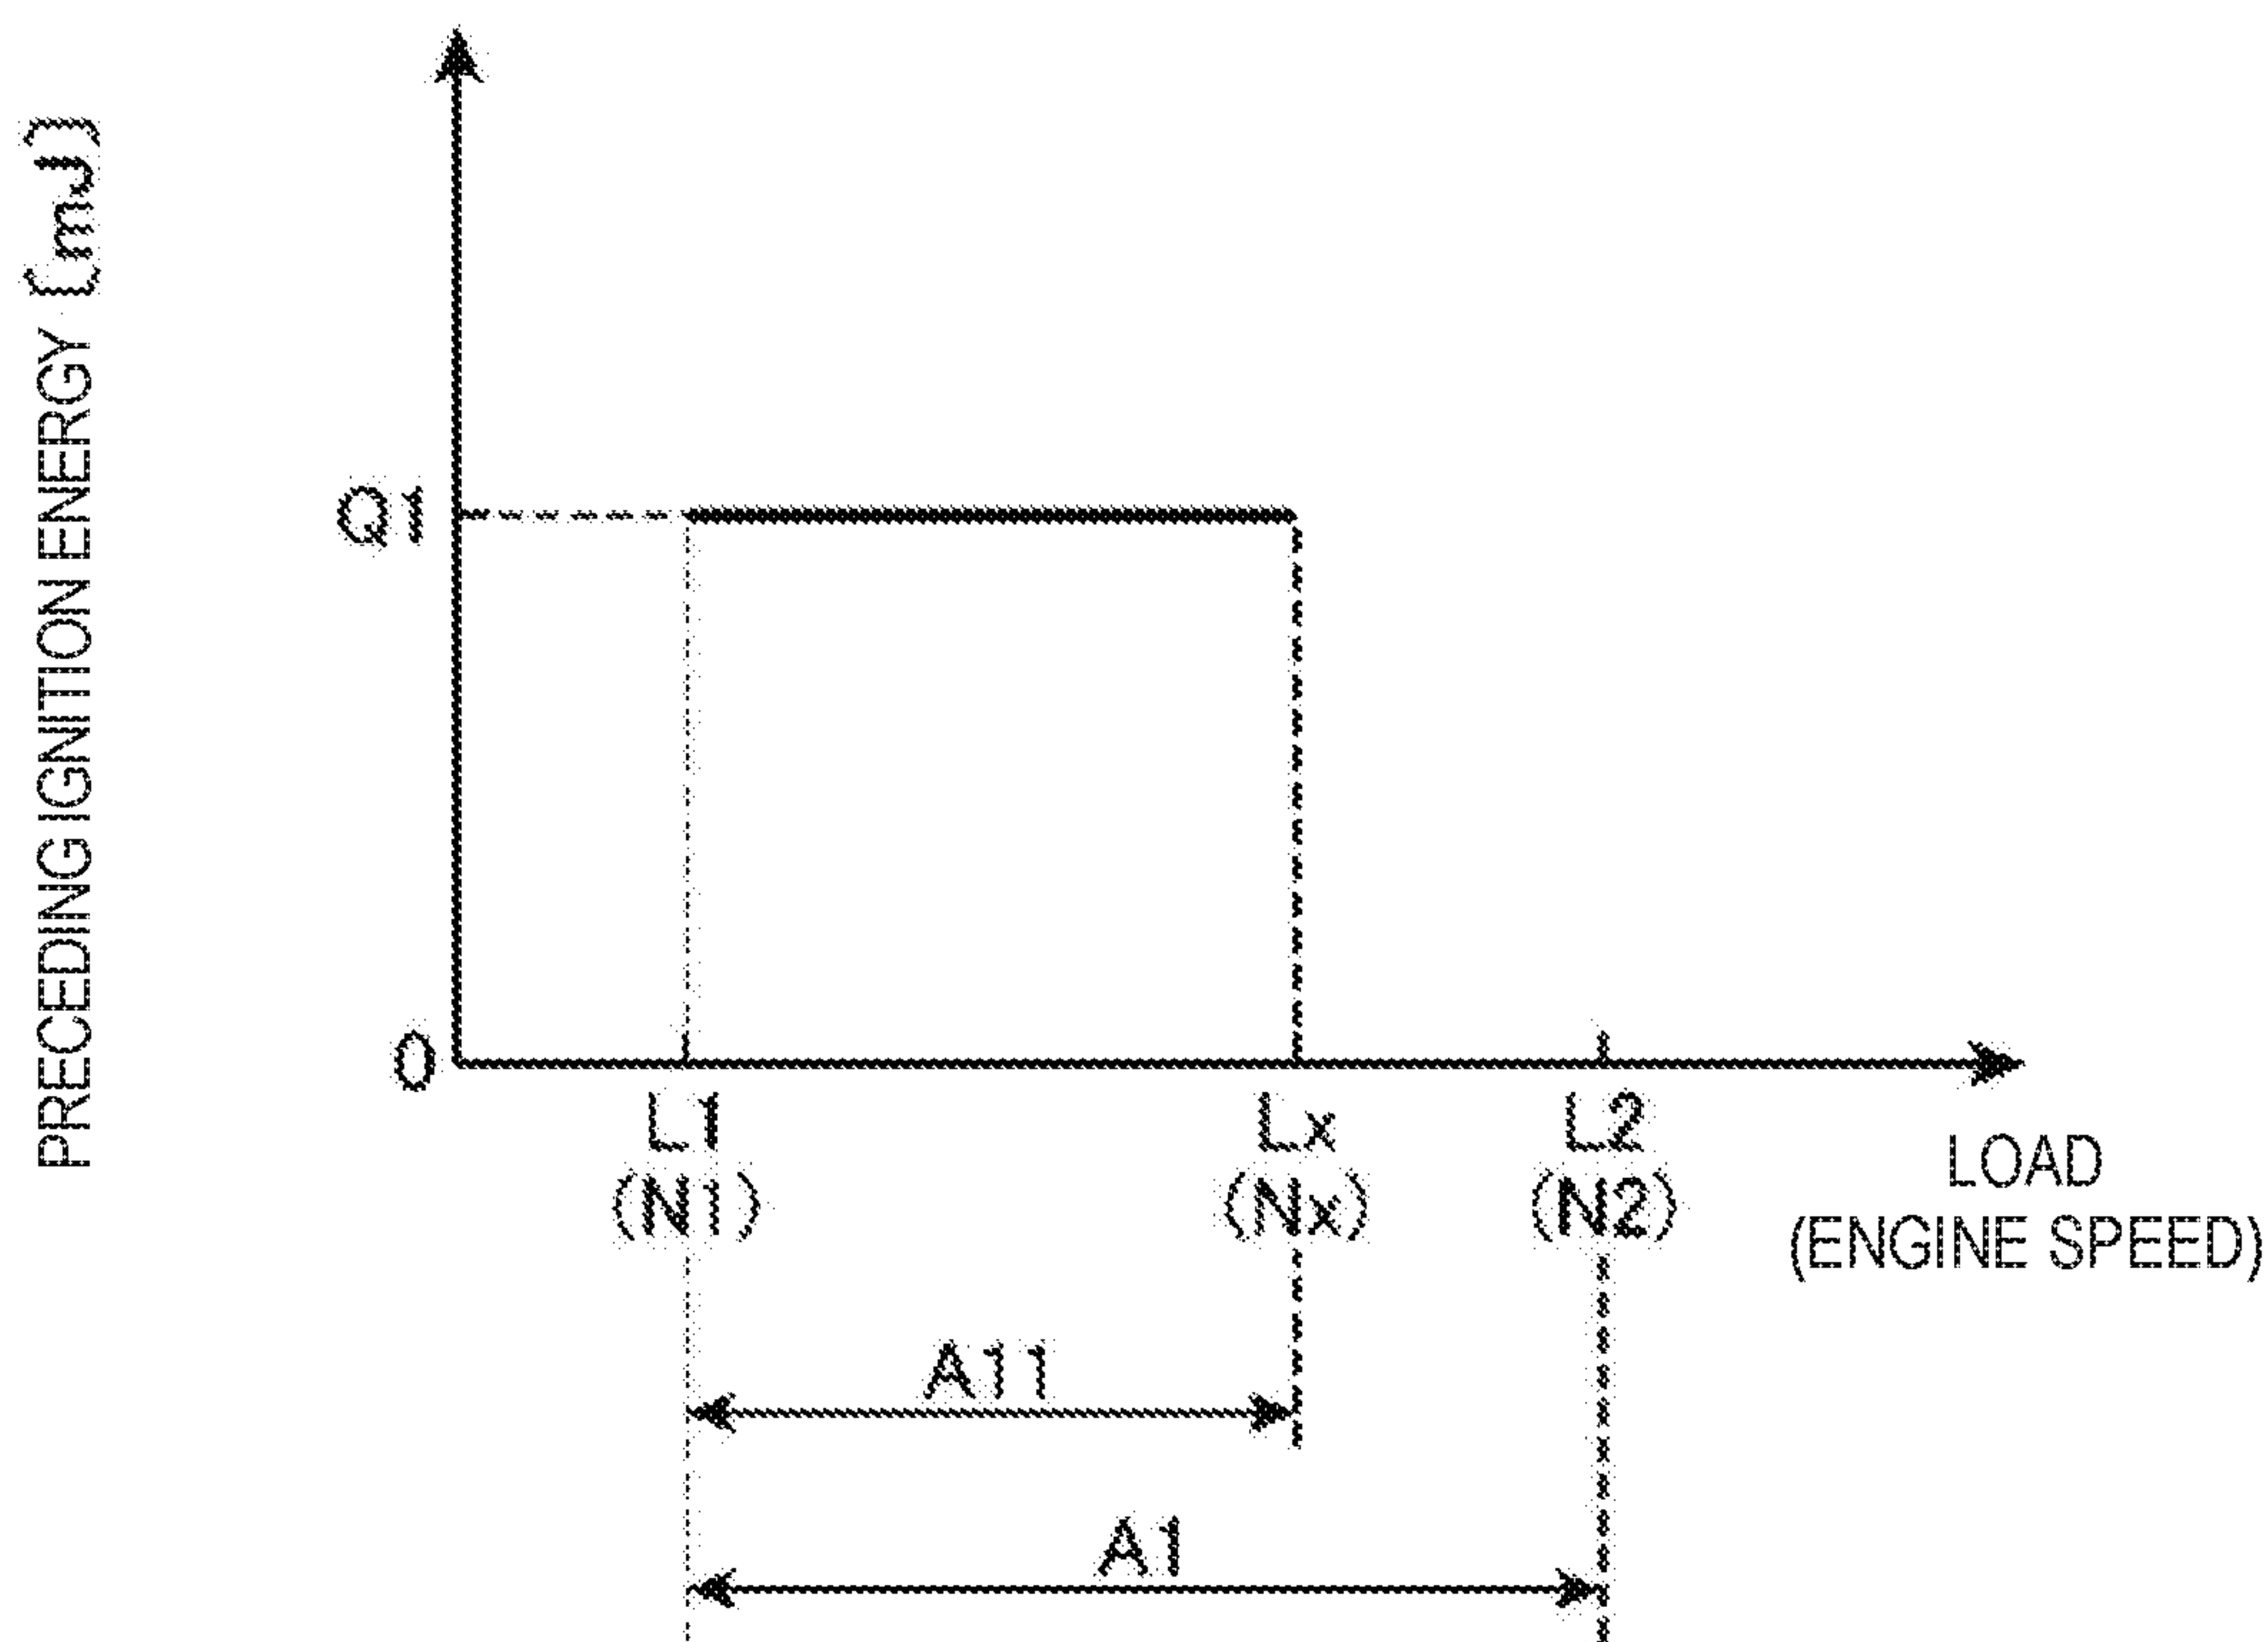 PRECEDING IGNITION ENERGY [mJ]
Q1
0
L1
(N1)
Lx
(Nx)
L2
(N2)
LOAD
(ENGINE SPEED)
A11
A1